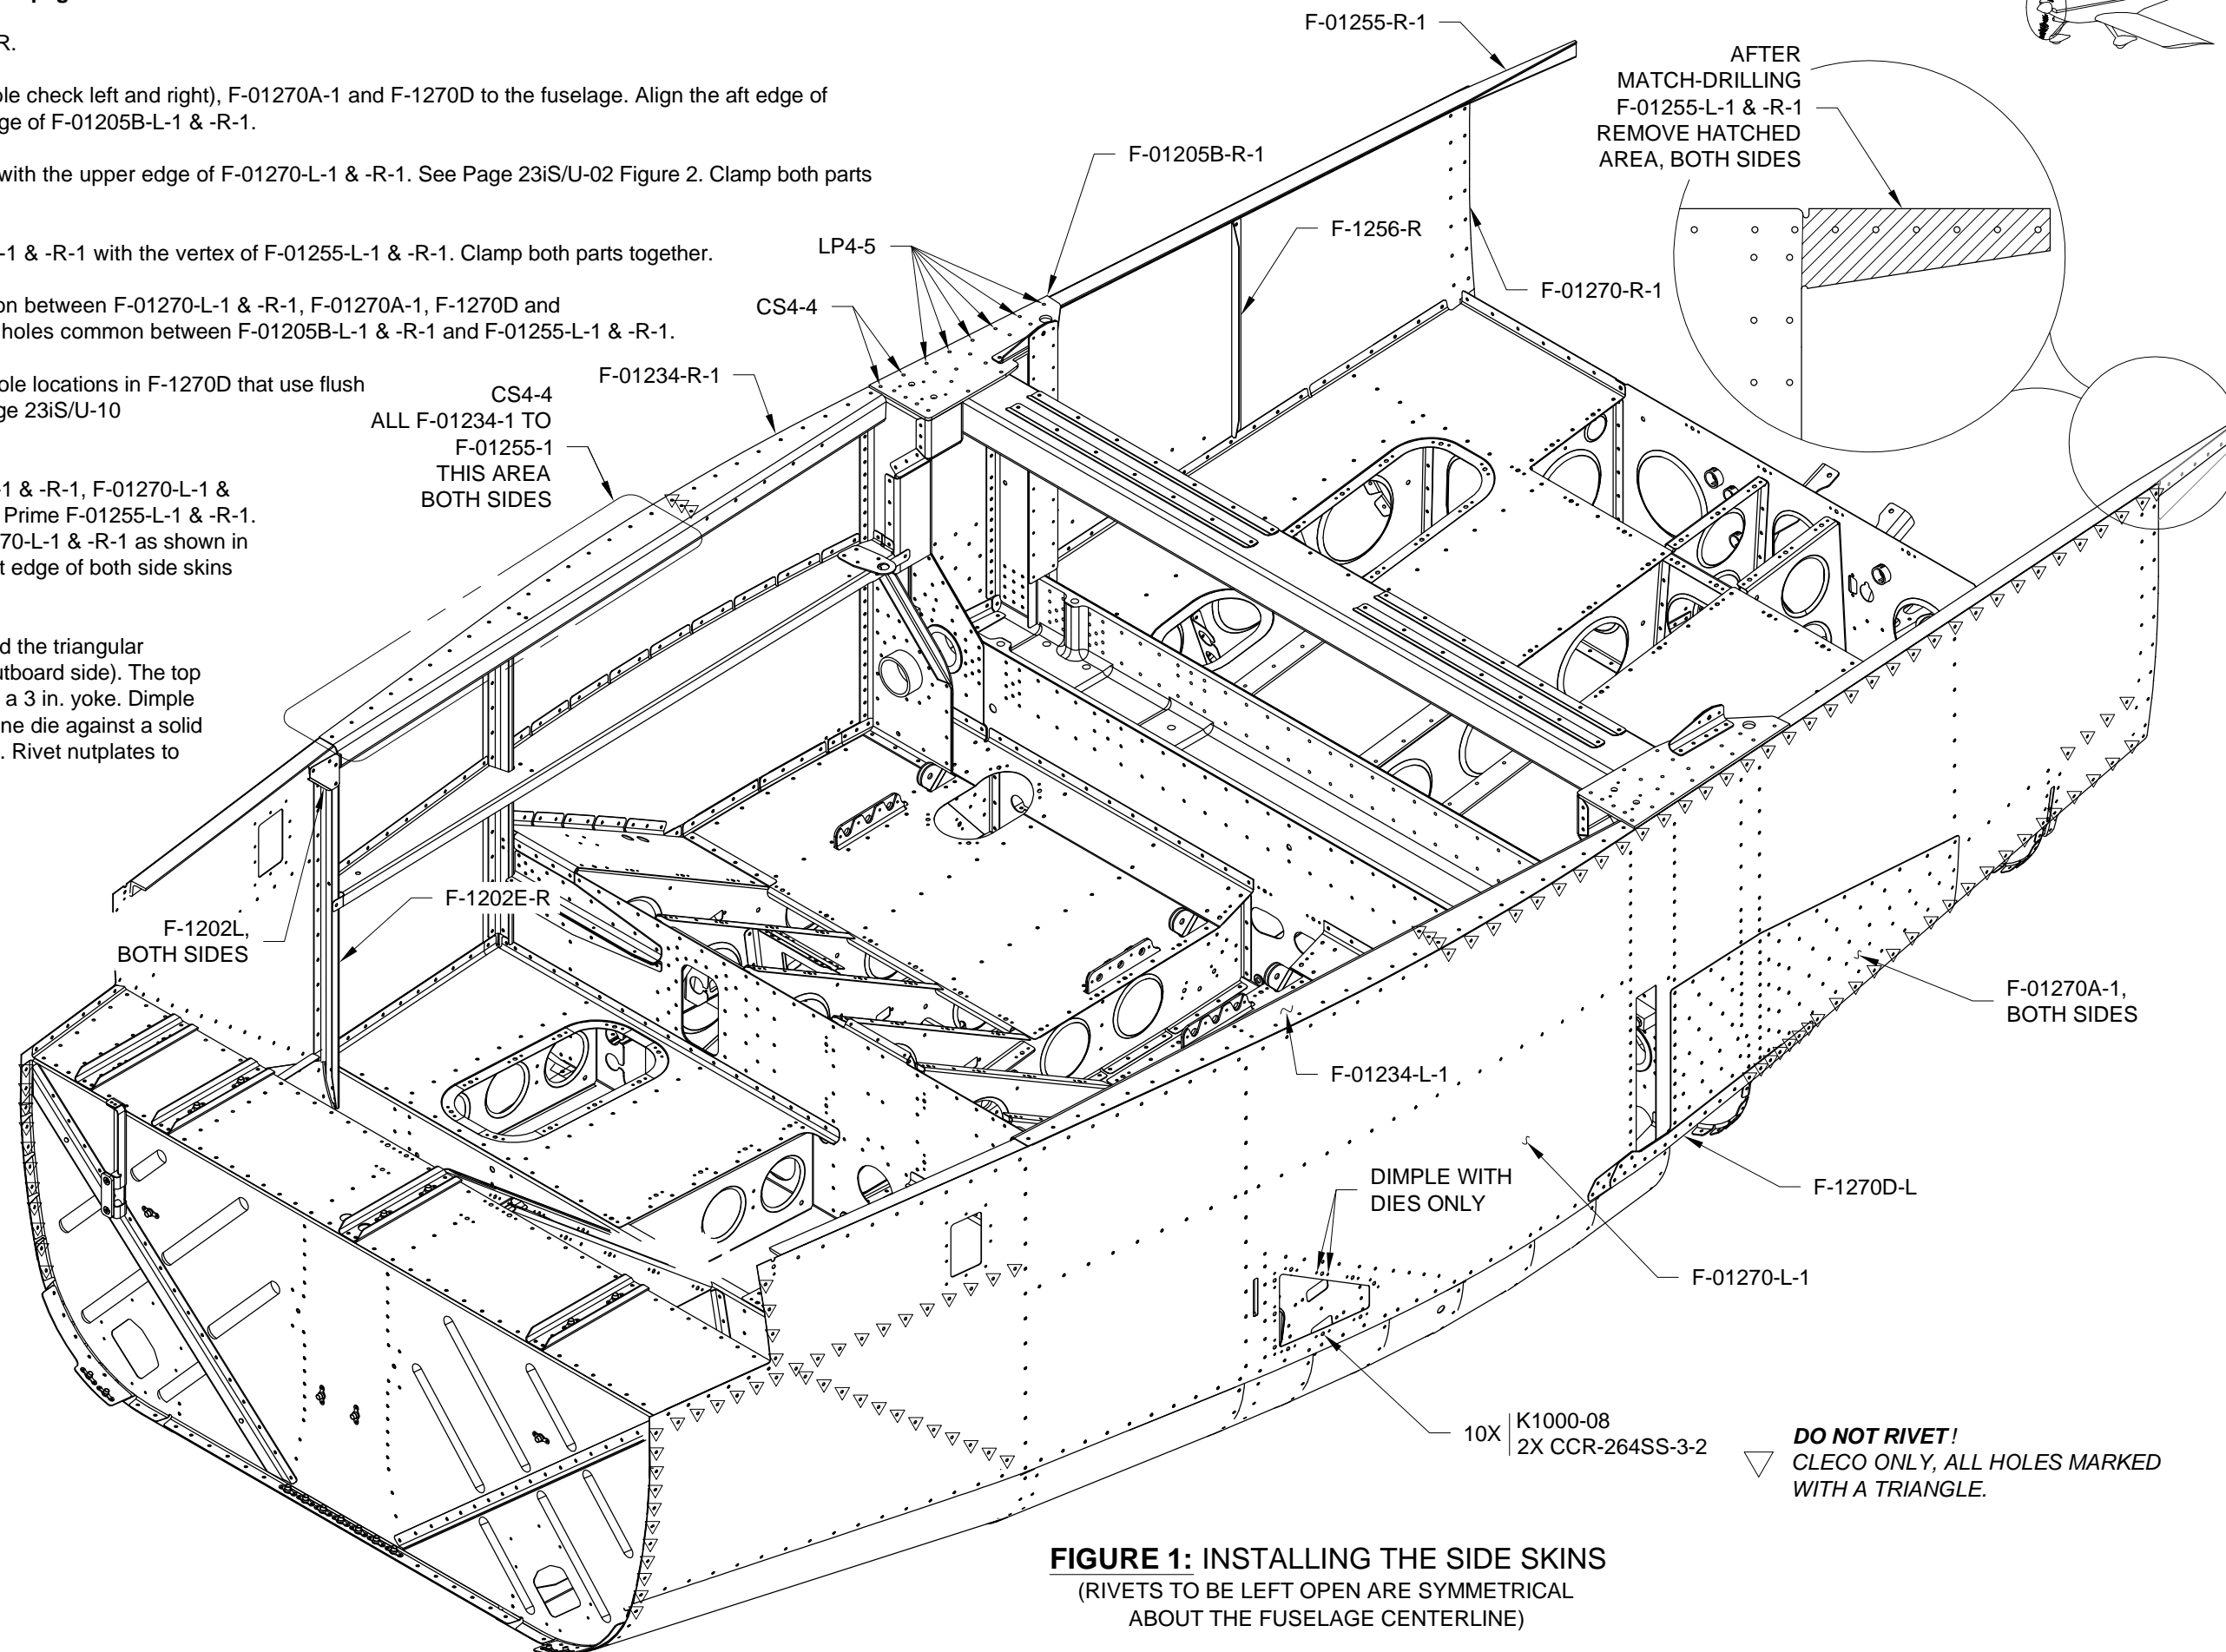 R.
ble check left and right), F-01270A-1 and F-1270D to the fuselage. Align the aft edge of
ge of F-01205B-L-1 & -R-1.
with the upper edge of F-01270-L-1 & -R-1. See Page 23iS/U-02 Figure 2. Clamp both parts
-1 & -R-1 with the vertex of F-01255-L-1 & -R-1. Clamp both parts together.
on between F-01270-L-1 & -R-1, F-01270A-1, F-1270D and
holes common between F-01205B-L-1 & -R-1 and F-01255-L-1 & -R-1.
ole locations in F-1270D that use flush
ge 23iS/U-10
-1 & -R-1, F-01270-L-1 &
Prime F-01255-L-1 & -R-1.
70-L-1 & -R-1 as shown in
t edge of both side skins
d the triangular
utboard side). The top
a 3 in. yoke. Dimple
ne die against a solid
. Rivet nutplates to
F-01255-R-1
AFTER
MATCH-DRILLING
F-01255-L-1 & -R-1
REMOVE HATCHED
AREA, BOTH SIDES
F-01205B-R-1
F-1256-R
LP4-5
F-01270-R-1
CS4-4
F-01234-R-1
CS4-4
ALL F-01234-1 TO
F-01255-1
THIS AREA
BOTH SIDES
F-1202E-R
F-1202L,
BOTH SIDES
F-01270A-1,
BOTH SIDES
F-01234-L-1
DIMPLE WITH
DIES ONLY
F-1270D-L
F-01270-L-1
10X K1000-08
2X CCR-264SS-3-2
DO NOT RIVET!
CLECO ONLY, ALL HOLES MARKED
WITH A TRIANGLE.
FIGURE 1: INSTALLING THE SIDE SKINS
(RIVETS TO BE LEFT OPEN ARE SYMMETRICAL
ABOUT THE FUSELAGE CENTERLINE)